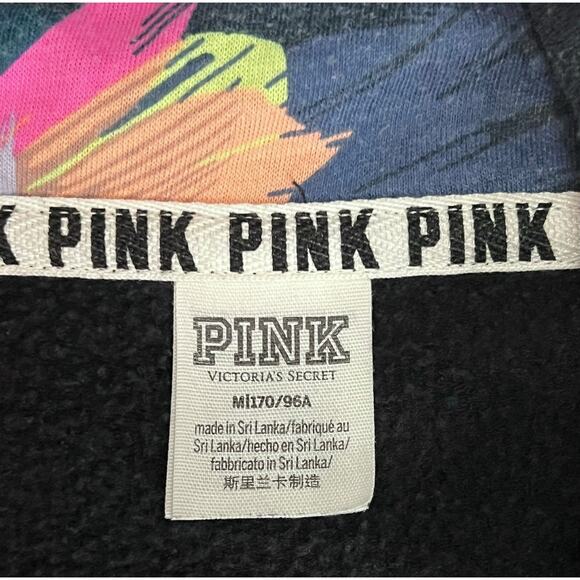 K PINK PINK PINK
PINK
VICTORIA'S SECRET
M|170/96A
made in Sri Lanka/fabriqué au
Sri Lanka/hecho en Sri Lanka/
fabbricato in Sri Lanka/
斯里兰卡制造